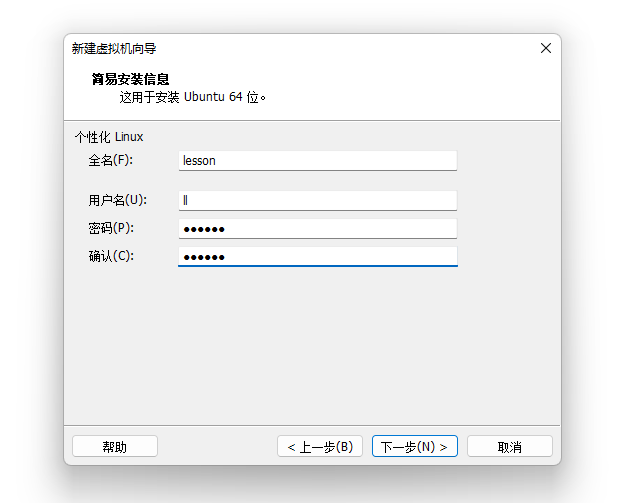 新建虚拟机向导
简易安装信息
这用于安装 Ubuntu 64 位。
个性化 Linux
全名(F): lesson
用户名(U): ll
密码(P): ●●●●●●
确认(C): ●●●●●●
帮助 < 上一步(B) 下一步(N) > 取消